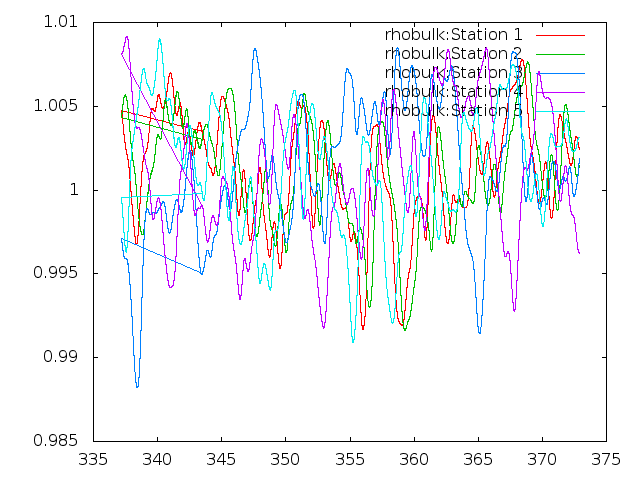 1.01
1.005
1
0.995
0.99
0.985
335 340 345 350 355 360 365 370 375
rhobulk:Station 1
rhobulk:Station 2
rhobulk:Station 3
rhobulk:Station 4
rhobulk:Station 5